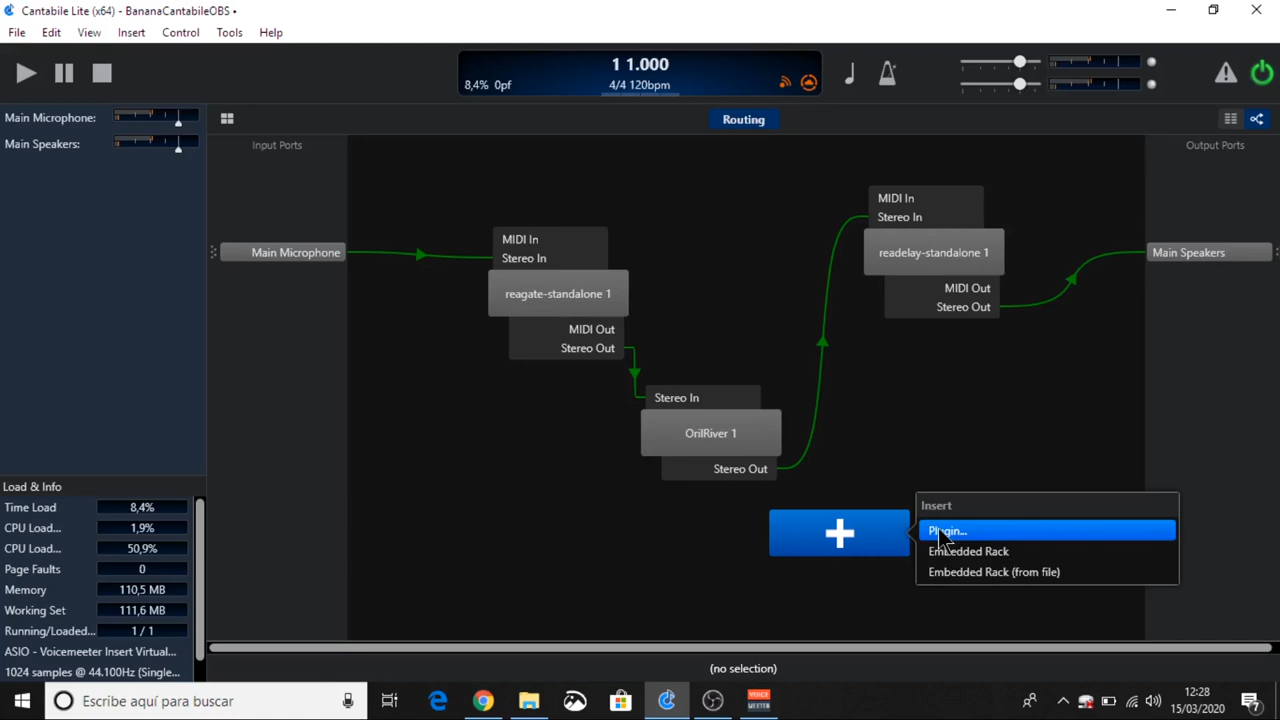 Cantabile Lite (x64) - BananaCantabileOBS •
File Edit View Insert Control Tools Help
1 1.000
8,4% 0pf 4/4 120bpm
Main Microphone:
Main Speakers:
Routing
Input Ports
Output Ports
Main Microphone
MIDI In
Stereo In
reagate-standalone 1
MIDI Out
Stereo Out
Stereo In
OrilRiver 1
Stereo Out
MIDI In
Stereo In
readelay-standalone 1
MIDI Out
Stereo Out
Main Speakers
Insert
Plugin...
Embedded Rack
Embedded Rack (from file)
Load & Info
Time Load 8,4%
CPU Load... 1,9%
CPU Load... 50,9%
Page Faults 0
Memory 110,5 MB
Working Set 111,6 MB
Running/Loaded... 1 / 1
ASIO - Voicemeeter Insert Virtual...
1024 samples @ 44.100Hz (Single...
(no selection)
Escribe aquí para buscar
VOICE
MEETER
12:28
15/03/2020
7